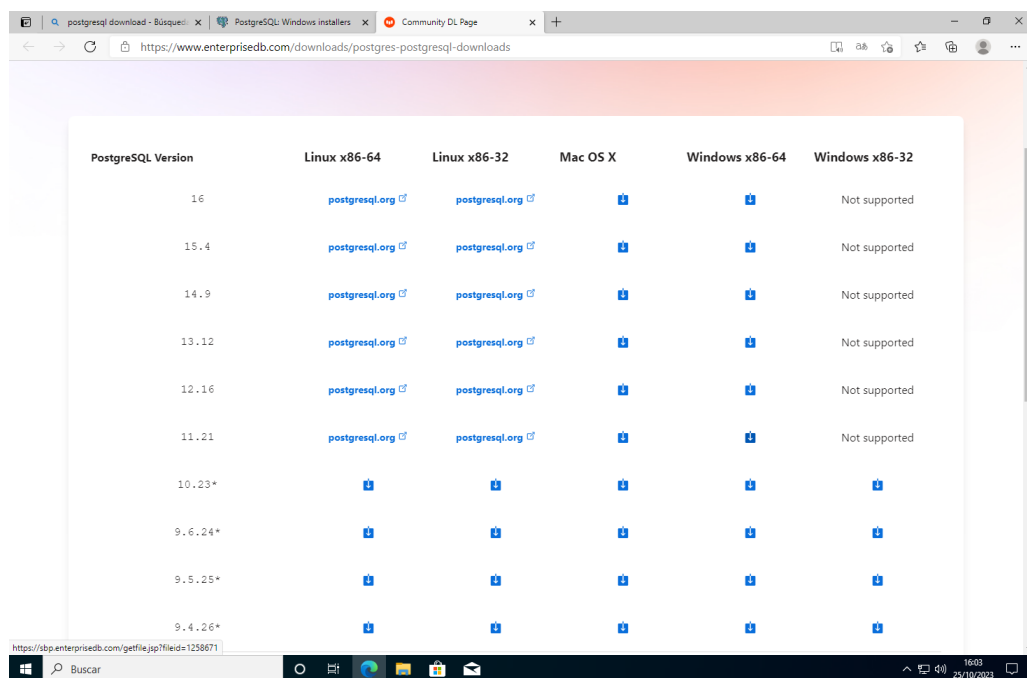 postgresql download - Búsqueda
PostgreSQL: Windows installers
Community DL Page
https://www.enterprisedb.com/downloads/postgres-postgresql-downloads
PostgreSQL Version Linux x86-64 Linux x86-32 Mac OS X Windows x86-64 Windows x86-32
16 postgresql.org postgresql.org Not supported
15.4 postgresql.org postgresql.org Not supported
14.9 postgresql.org postgresql.org Not supported
13.12 postgresql.org postgresql.org Not supported
12.16 postgresql.org postgresql.org Not supported
11.21 postgresql.org postgresql.org Not supported
10.23*
9.6.24*
9.5.25*
9.4.26*
https://sbp.enterprisedb.com/getfile.jsp?fileid=1258671
Buscar
16:03
25/10/2023